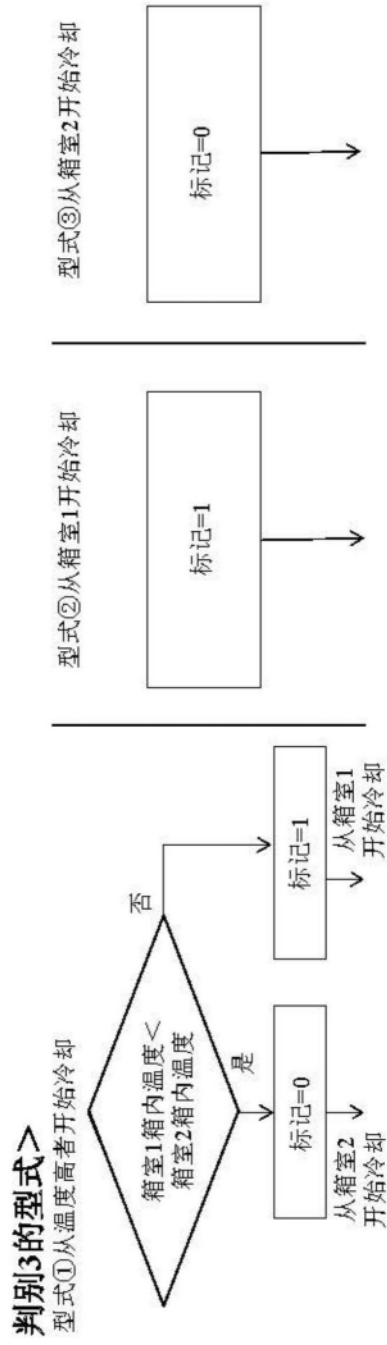 判别3的型式>
型式①从温度高者开始冷却
箱室1箱内温度<
箱室2箱内温度
否
是
标记=0
标记=1
从箱室2
开始冷却
从箱室1
开始冷却
型式②从箱室1开始冷却
标记=1
型式③从箱室2开始冷却
标记=0